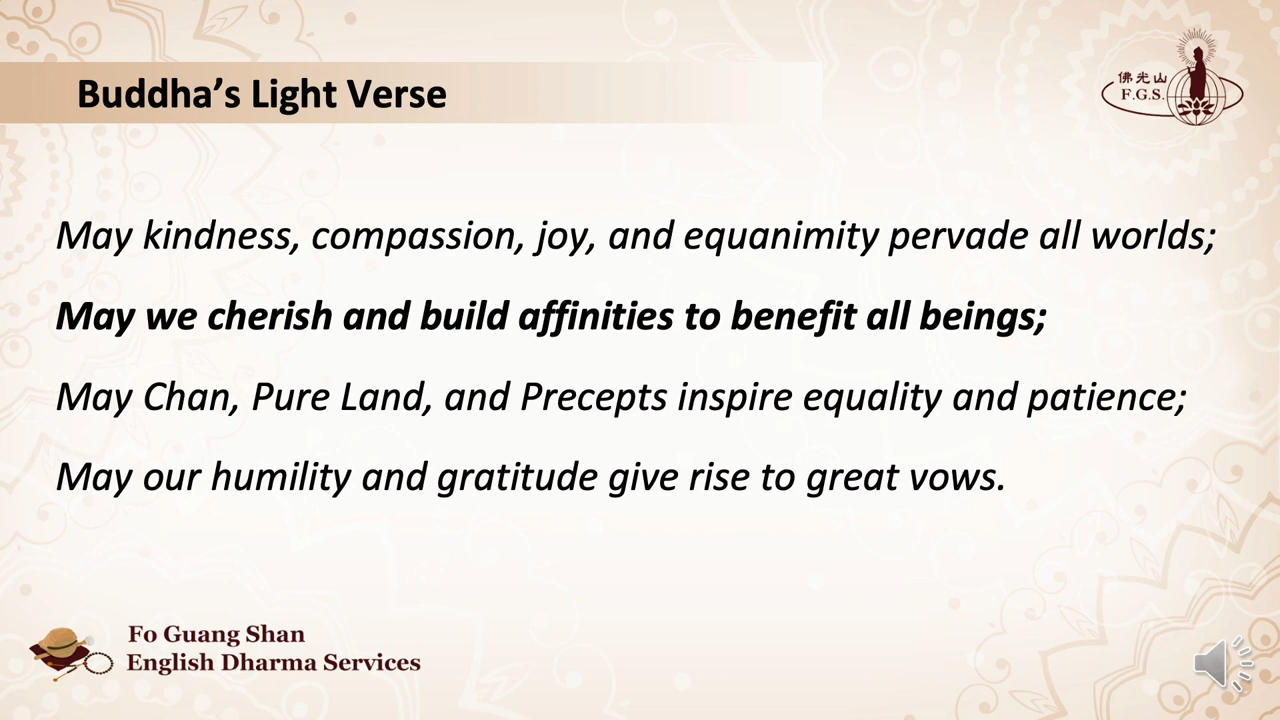 Buddha’s Light Verse
佛光山
F.G.S.
May kindness, compassion, joy, and equanimity pervade all worlds;
May we cherish and build affinities to benefit all beings;
May Chan, Pure Land, and Precepts inspire equality and patience;
May our humility and gratitude give rise to great vows.
Fo Guang Shan
English Dharma Services